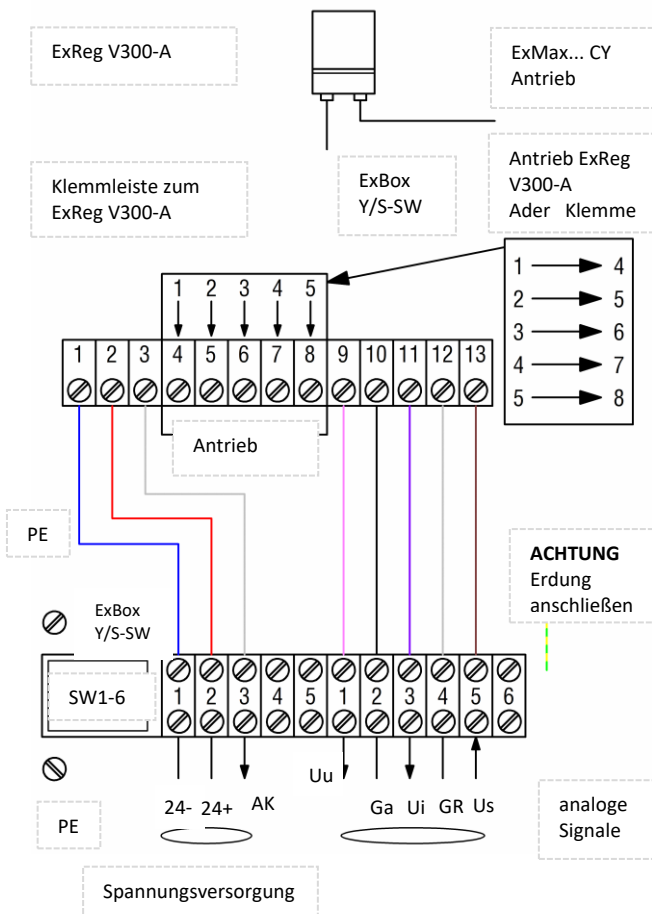 ExReg V300-A
ExMax... CY
Antrieb
Klemmleiste zum
ExReg V300-A
ExBox
Y/S-SW
Antrieb ExReg
V300-A
Ader Klemme
1 4
2 5
3 6
4 7
5 8
1 2 3 4 5
1 2 3 4 5 6 7 8 9 10 11 12 13
Antrieb
PE
ACHTUNG
Erdung
anschließen
ExBox
Y/S-SW
SW1-6
1 2 3 4 5 1 2 3 4 5 6
Uu
24- 24+ AK Ga Ui GR Us
PE
analoge
Signale
Spannungsversorgung